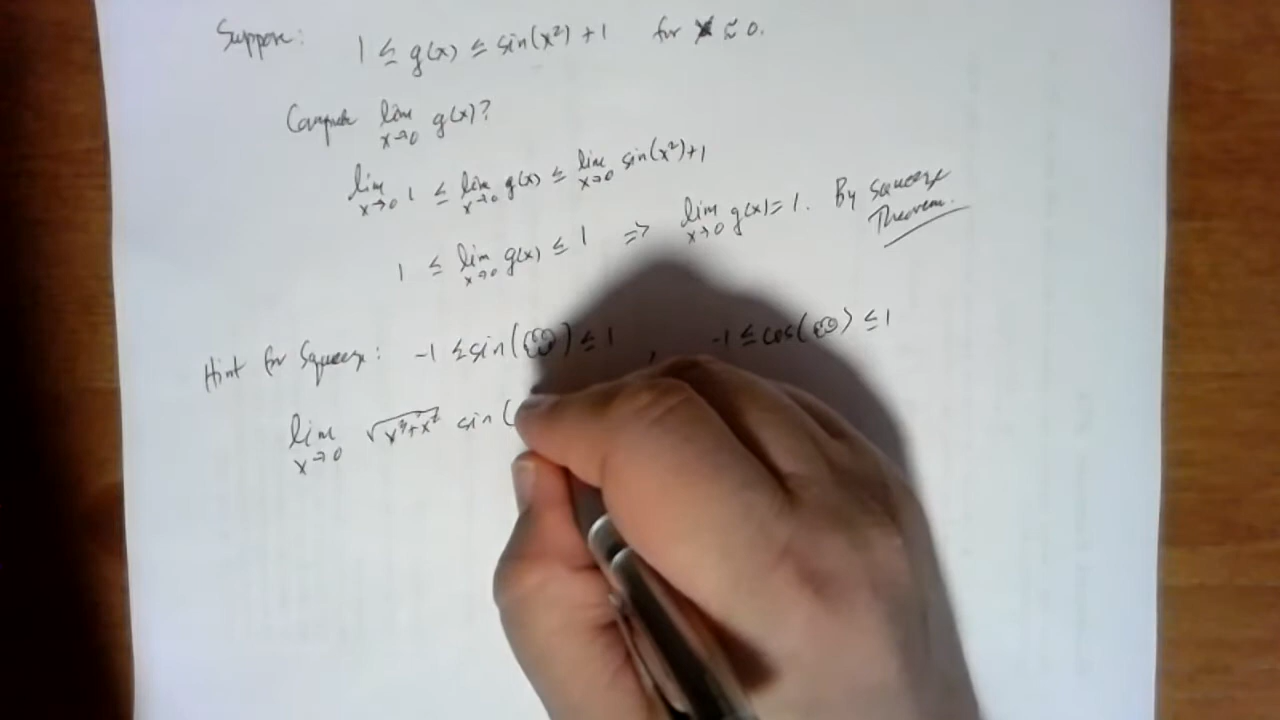 Suppose: 1 ≤ g(x) ≤ sin(x²) + 1 for x ≈ 0.
Compute lim x→0 g(x)?
lim x→0 1 ≤ lim x→0 g(x) ≤ lim x→0 sin(x²)+1
1 ≤ lim x→0 g(x) ≤ 1 ⇒ lim x→0 g(x) = 1. By Squeeze
Theorem.
Hint for Squeeze: -1 ≤ sin( ) ≤ 1 , -1 ≤ cos( ) ≤ 1
lim x→0 √ sin(